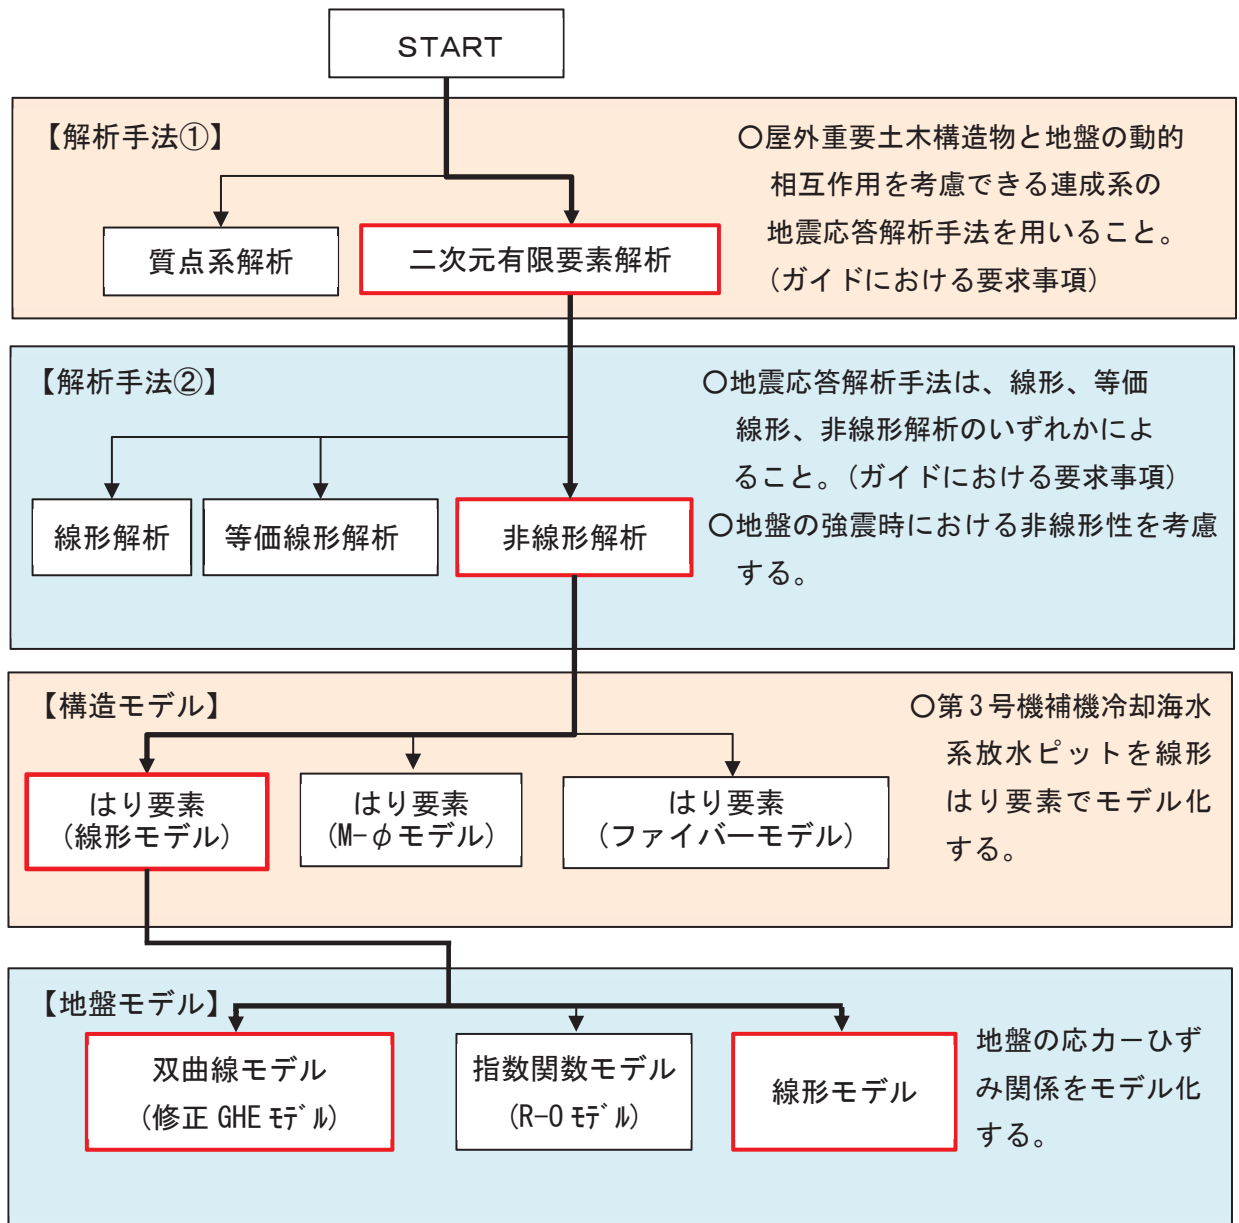 START
【解析手法①】
○屋外重要土木構造物と地盤の動的
相互作用を考慮できる連成系の
地震応答解析手法を用いること。
(ガイドにおける要求事項)
質点系解析
二次元有限要素解析
【解析手法②】
○地震応答解析手法は、線形、等価
線形、非線形解析のいずれかによ
ること。(ガイドにおける要求事項)
○地盤の強震時における非線形性を考慮
する。
線形解析
等価線形解析
非線形解析
【構造モデル】
○第3号機補機冷却海水
系放水ピットを線形
はり要素でモデル化
する。
はり要素
(線形モデル)
はり要素
(M-φモデル)
はり要素
(ファイバーモデル)
【地盤モデル】
双曲線モデル
(修正 GHE ﾓﾃﾞﾙ)
指数関数モデル
(R-O ﾓﾃﾞﾙ)
線形モデル
地盤の応力－ひず
み関係をモデル化
する。